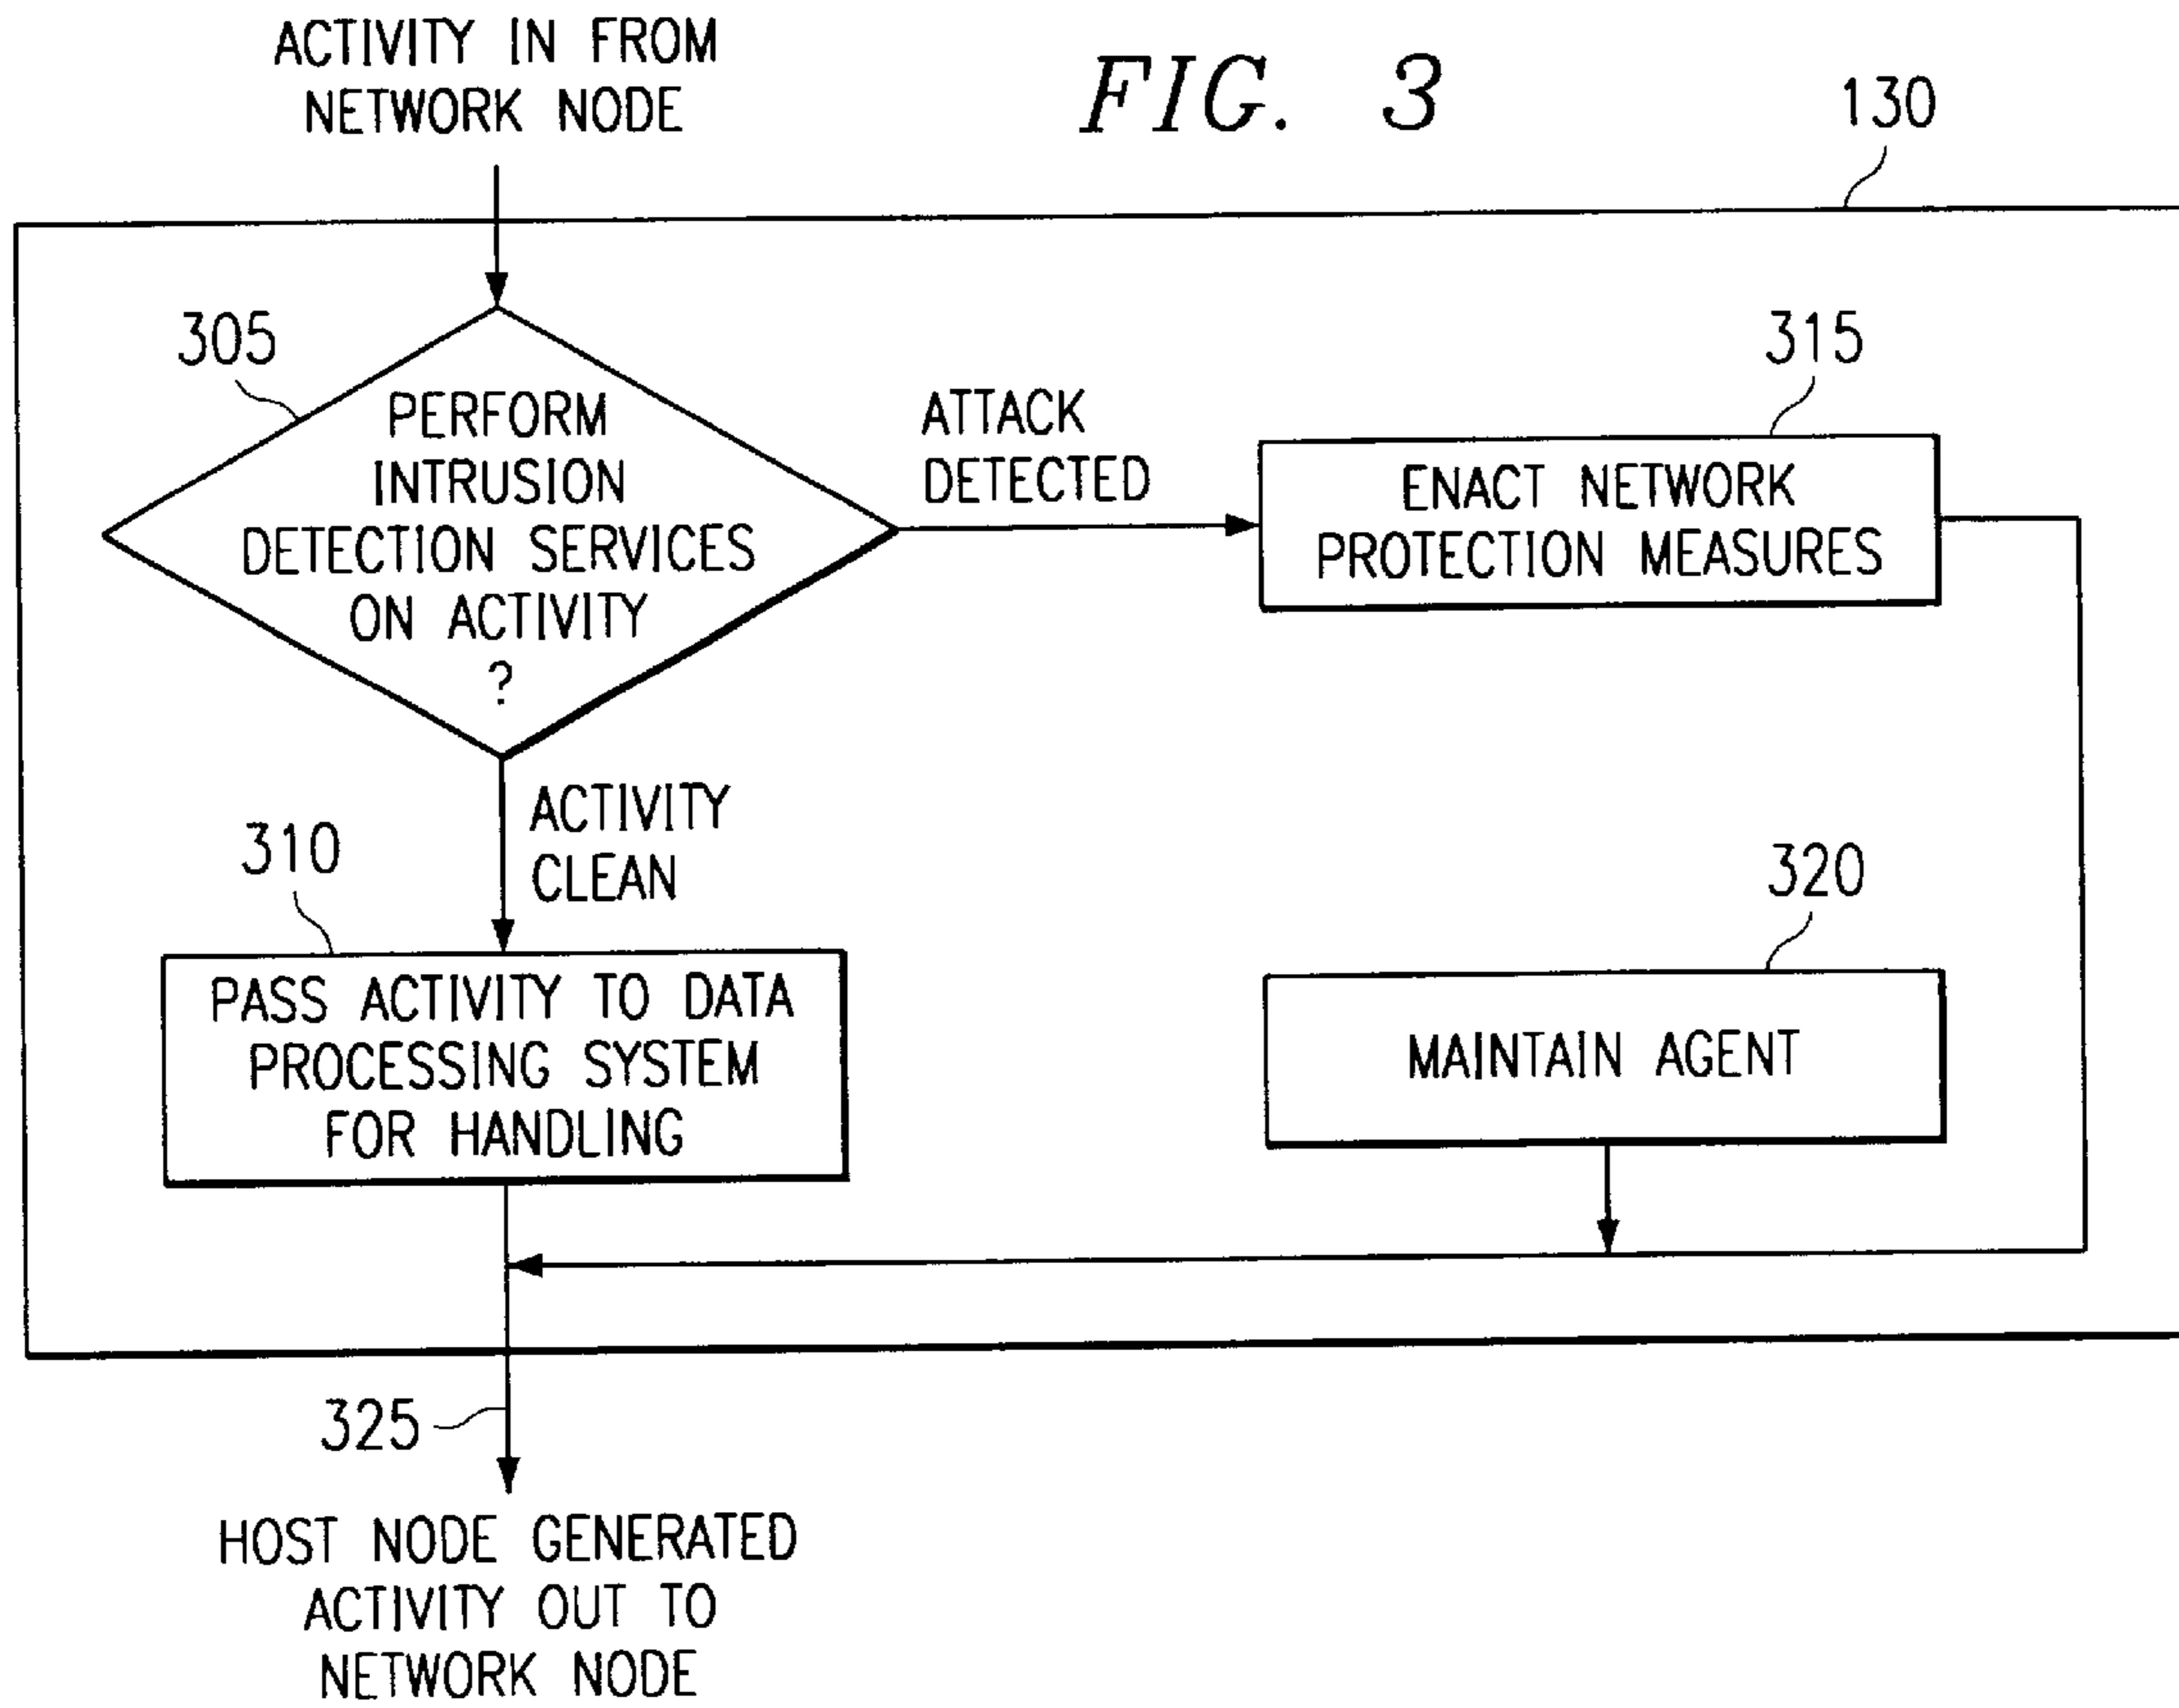 ACTIVITY IN FROM
NETWORK NODE
FIG. 3
130
305
PERFORM
INTRUSION
DETECTION SERVICES
ON ACTIVITY
?
ATTACK
DETECTED
315
ENACT NETWORK
PROTECTION MEASURES
ACTIVITY
CLEAN
310
PASS ACTIVITY TO DATA
PROCESSING SYSTEM
FOR HANDLING
320
MAINTAIN AGENT
325
HOST NODE GENERATED
ACTIVITY OUT TO
NETWORK NODE